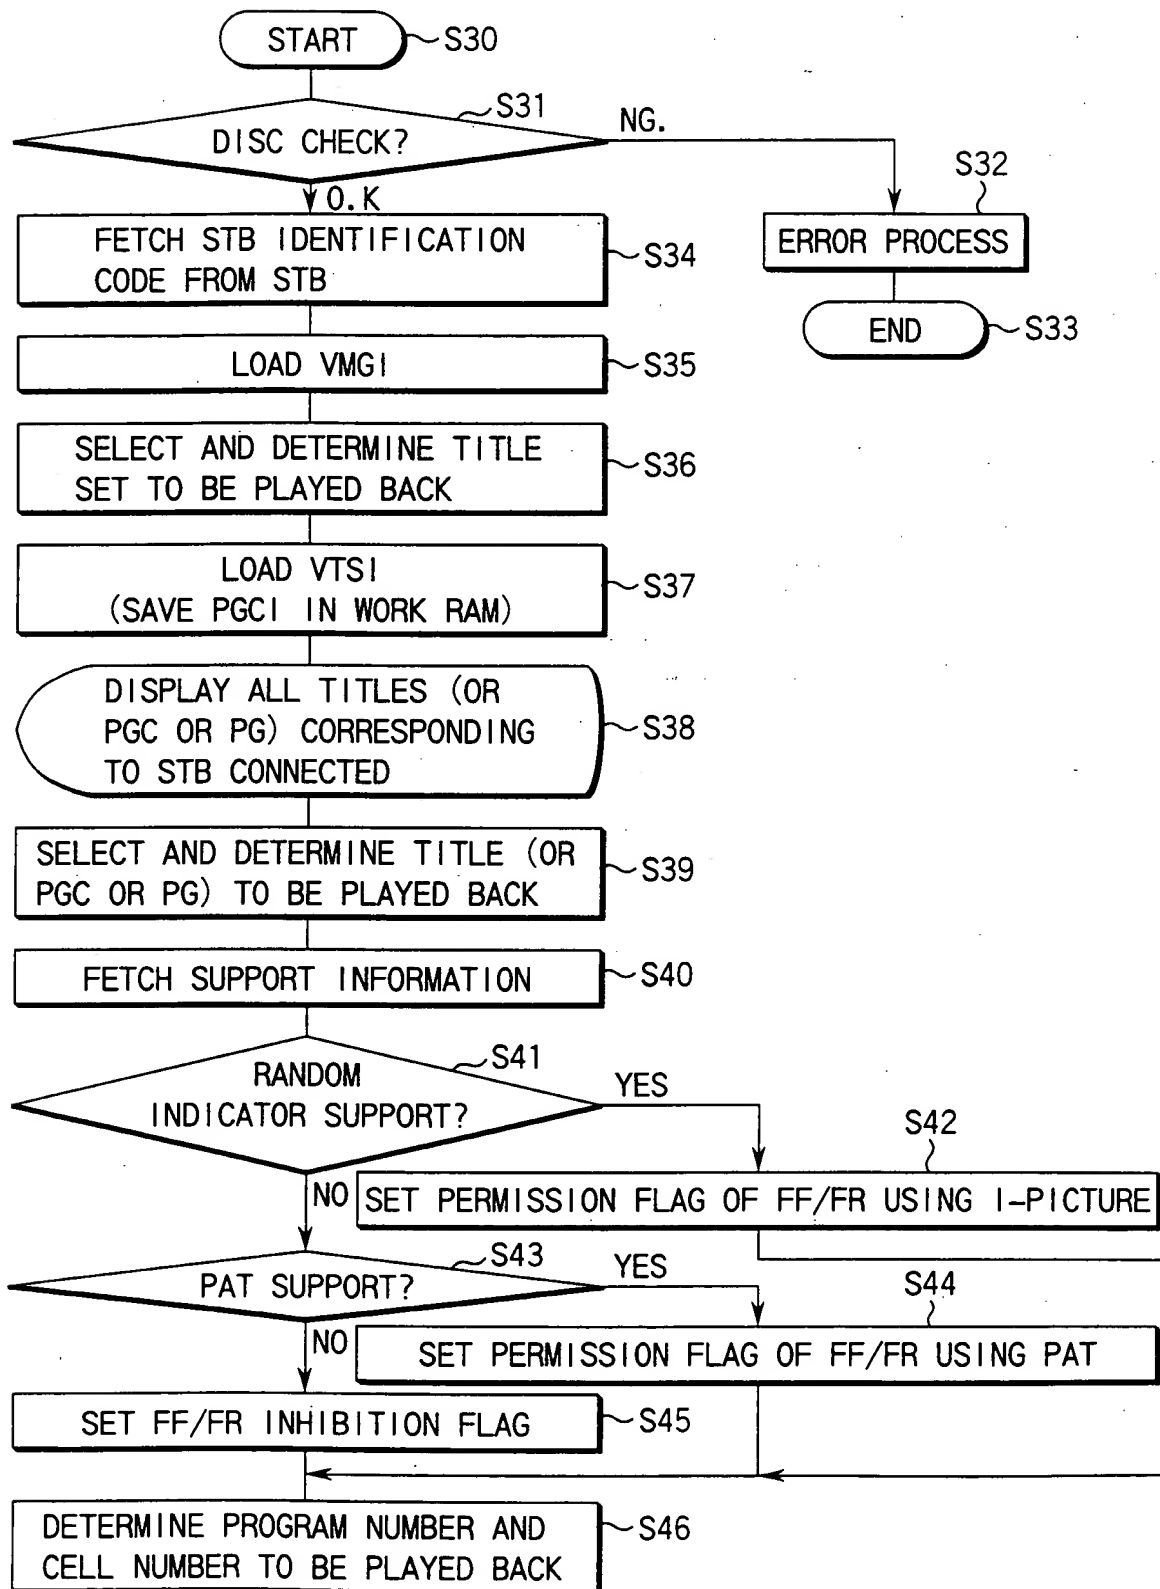 START
S30
S31
DISC CHECK?
NG.
O.K
S32
FETCH STB IDENTIFICATION
CODE FROM STB
S34
ERROR PROCESS
END
S33
LOAD VMGI
S35
SELECT AND DETERMINE TITLE
SET TO BE PLAYED BACK
S36
LOAD VTSI
(SAVE PGCI IN WORK RAM)
S37
DISPLAY ALL TITLES (OR
PGC OR PG) CORRESPONDING
TO STB CONNECTED
S38
SELECT AND DETERMINE TITLE (OR
PGC OR PG) TO BE PLAYED BACK
S39
FETCH SUPPORT INFORMATION
S40
S41
RANDOM
INDICATOR SUPPORT?
YES
S42
NO
SET PERMISSION FLAG OF FF/FR USING I-PICTURE
S43
PAT SUPPORT?
YES
S44
NO
SET PERMISSION FLAG OF FF/FR USING PAT
SET FF/FR INHIBITION FLAG
S45
DETERMINE PROGRAM NUMBER AND
CELL NUMBER TO BE PLAYED BACK
S46